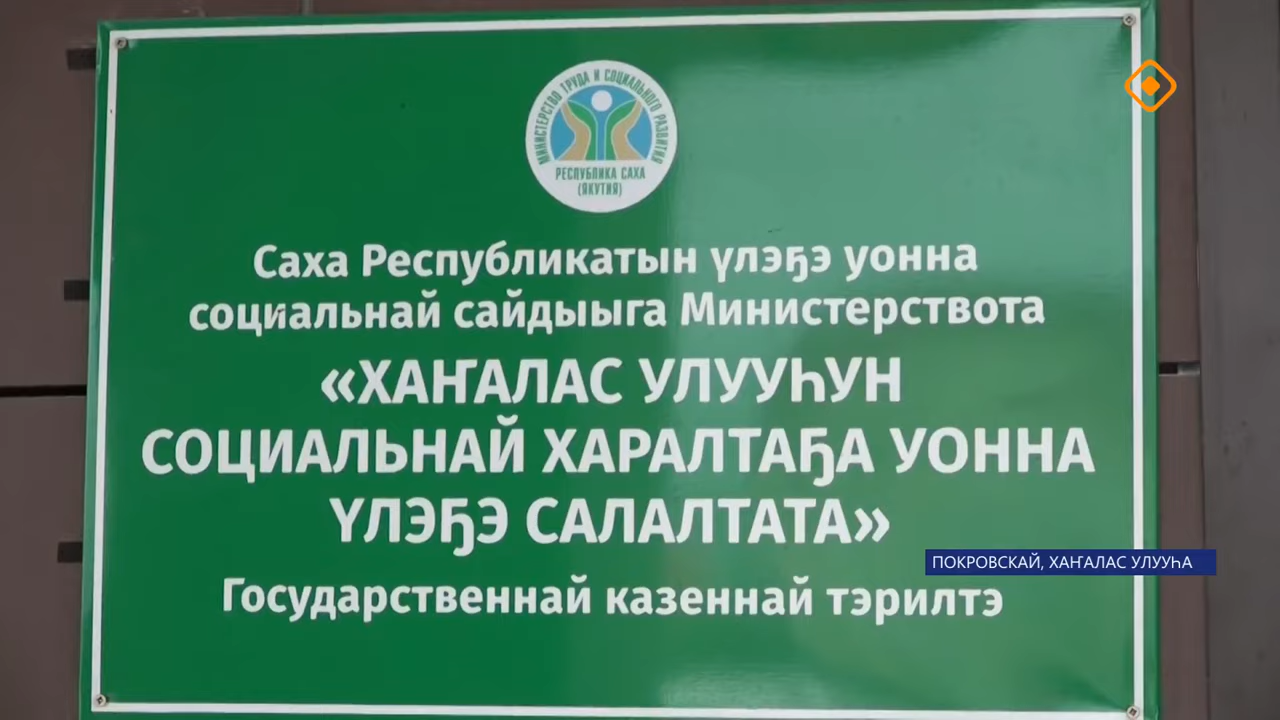 МИНИСТЕРСТВО ТРУДА И СОЦИАЛЬНОГО РАЗВИТИЯ
РЕСПУБЛИКА САХА
(ЯКУТИЯ)
Саха Республикатын үлэҕэ уонна
социальнай сайдыыга Министерствота
«ХАҤАЛАС УЛУУҺУН
СОЦИАЛЬНАЙ ХАРАЛТАҔА УОННА
ҮЛЭҔЭ САЛАЛТАТА»
Государственнай казеннай тэрилтэ
ПОКРОВСКАЙ, ХАҤАЛАС УЛУУҺА